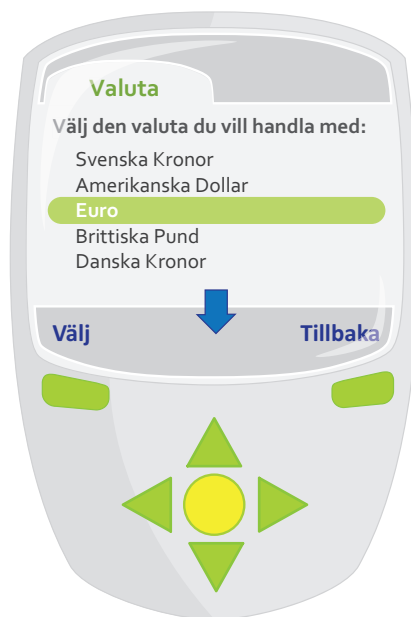 Valuta
Välj den valuta du vill handla med:
Svenska Kronor
Amerikanska Dollar
Euro
Brittiska Pund
Danska Kronor
Välj Tillbaka